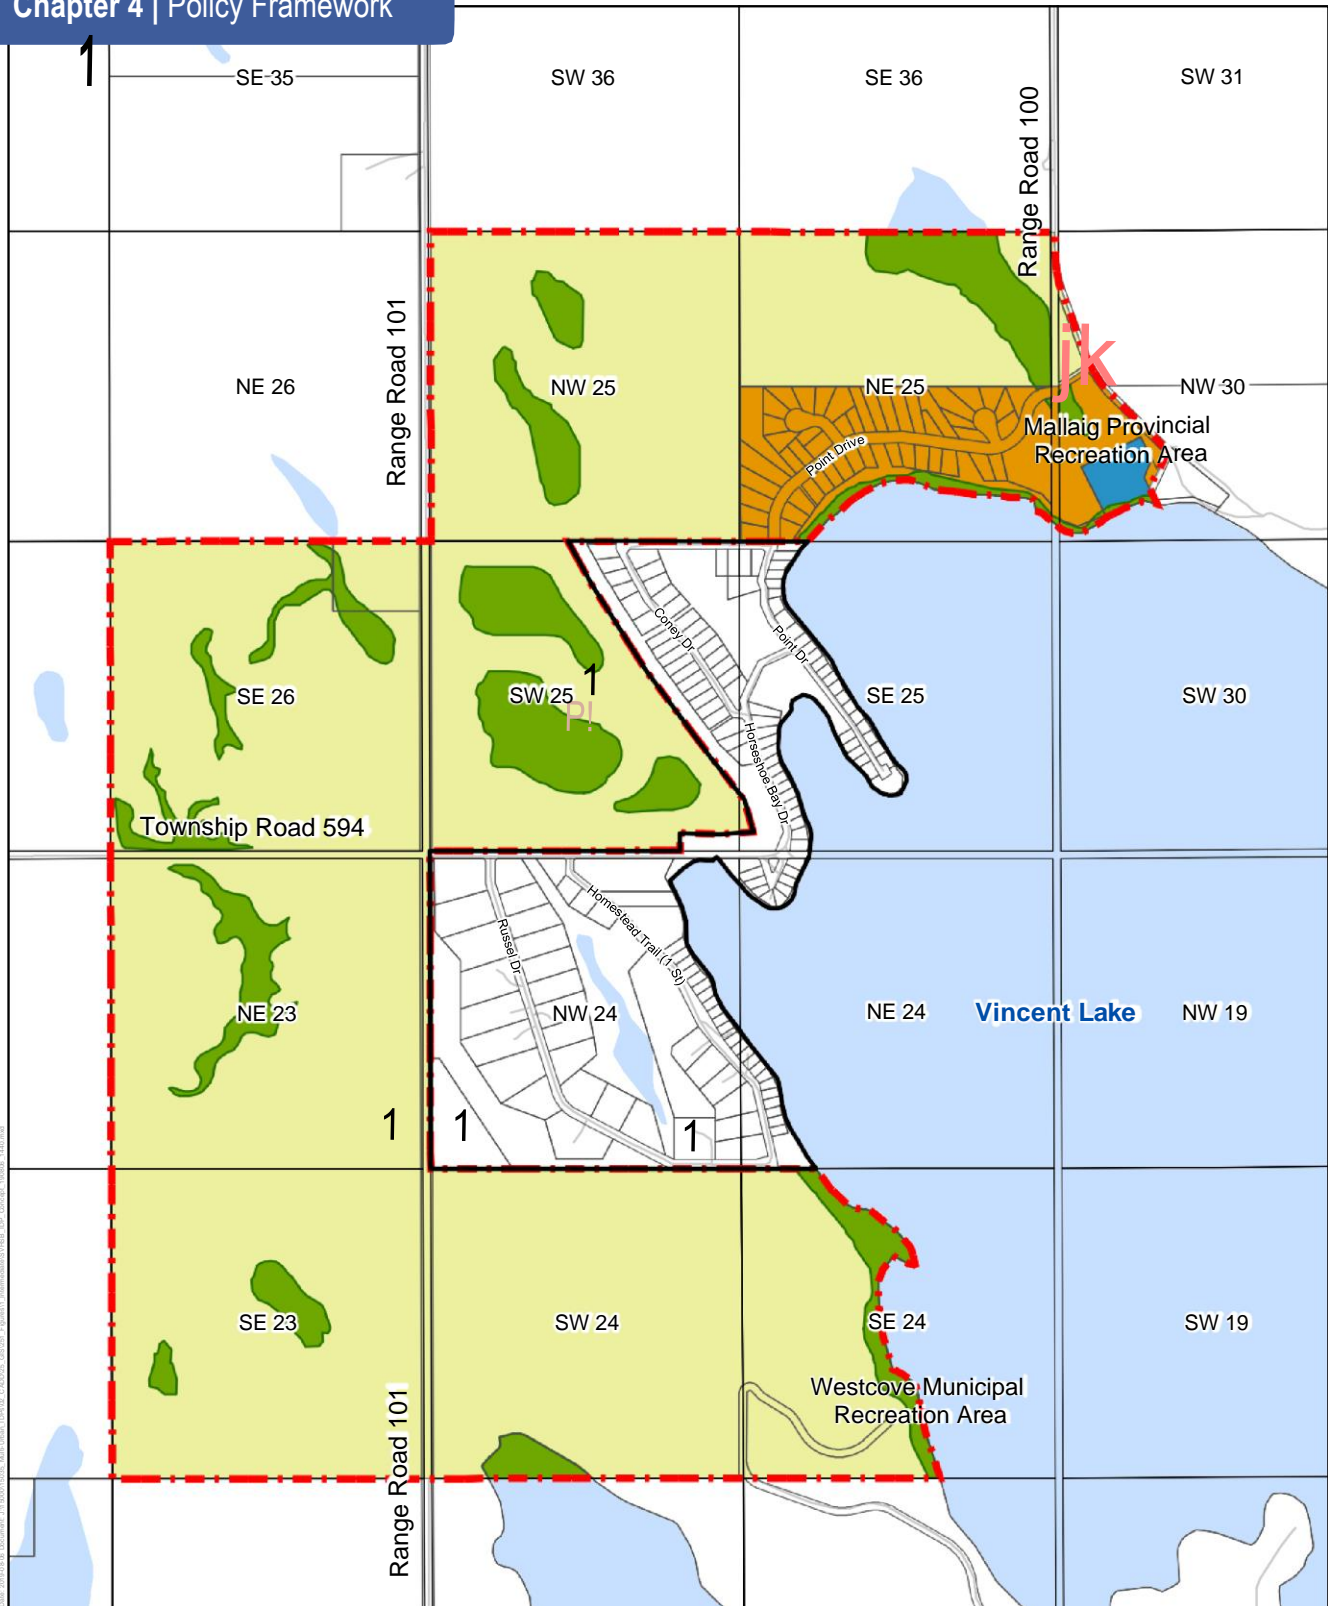 Chapter 4 | Policy Framework
1
SE 35
SW 36
SE 36
SW 31
Range Road 100
Range Road 101
NE 26
NW 25
NE 25
jk
NW 30
Mallaig Provincial
Recreation Area
Point Drive
Coney Dr
Point Dr
SE 26
SW 25
1
P!
SE 25
SW 30
Horseshoe Bay Dr
Township Road 594
Homestead Trail (1 St)
Russel Dr
NE 23
NW 24
NE 24
Vincent Lake
NW 19
1
1
1
SE 23
SW 24
SE 24
SW 19
Westcove Municipal
Recreation Area
Range Road 101